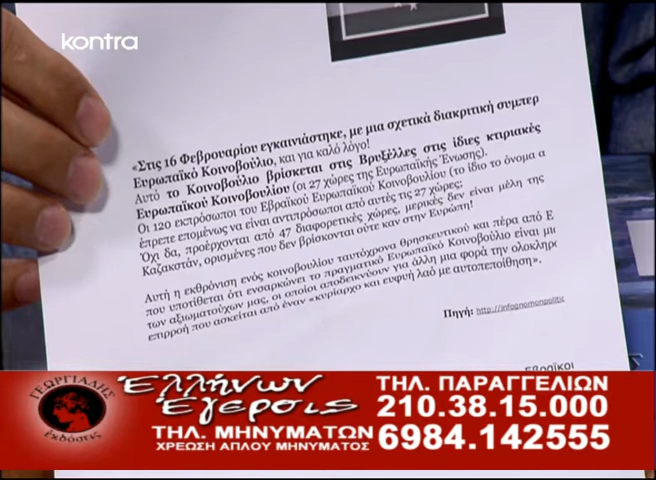 kontra
«Στις 16 Φεβρουαρίου εγκαινιάστηκε, με μια σχετικά διακριτική συμπερ
Ευρωπαϊκό Κοινοβούλιο, και για καλό λόγο!
Αυτό το Κοινοβούλιο βρίσκεται στις Βρυξέλλες στις ίδιες κτιριακές
Ευρωπαϊκού Κοινοβουλίου (οι 27 χώρες της Ευρωπαϊκής Ένωσης).
Οι 120 εκπρόσωποι του Εβραϊκού Ευρωπαϊκού Κοινοβουλίου (το ίδιο το όνομα α
έπρεπε επομένως να είναι αντιπρόσωποι από αυτές τις 27 χώρες;
Όχι δα, προέρχονται από 47 διαφορετικές χώρες, μερικές δεν είναι μέλη της
Καζακστάν, ορισμένες που δεν βρίσκονται ούτε καν στην Ευρώπη!
Αυτή η εκθρόνιση ενός κοινοβουλίου ταυτόχρονα θρησκευτικού και πέρα από Ε
που υποτίθεται ότι ενσαρκώνει το πραγματικό Ευρωπαϊκό Κοινοβούλιο είναι μι
των αξιωματούχων μας, οι οποίοι αποδεικνύουν για άλλη μια φορά την ολοκληρ
επιρροή που ασκείται από έναν «κυρίαρχο και ευφυή λαό με αυτοπεποίθηση».
Πηγή: http://infognomonpolitic
Εβραίκοι
ΓΕΩΡΓΙΑΔΗΣ
εκδόσεις
Ἑλλήνων
Ἔγερσις
ΤΗΛ. ΜΗΝΥΜΑΤΩΝ
ΧΡΕΩΣΗ ΑΠΛΟΥ ΜΗΝΥΜΑΤΟΣ
ΤΗΛ. ΠΑΡΑΓΓΕΛΙΩΝ
210.38.15.000
6984.142555